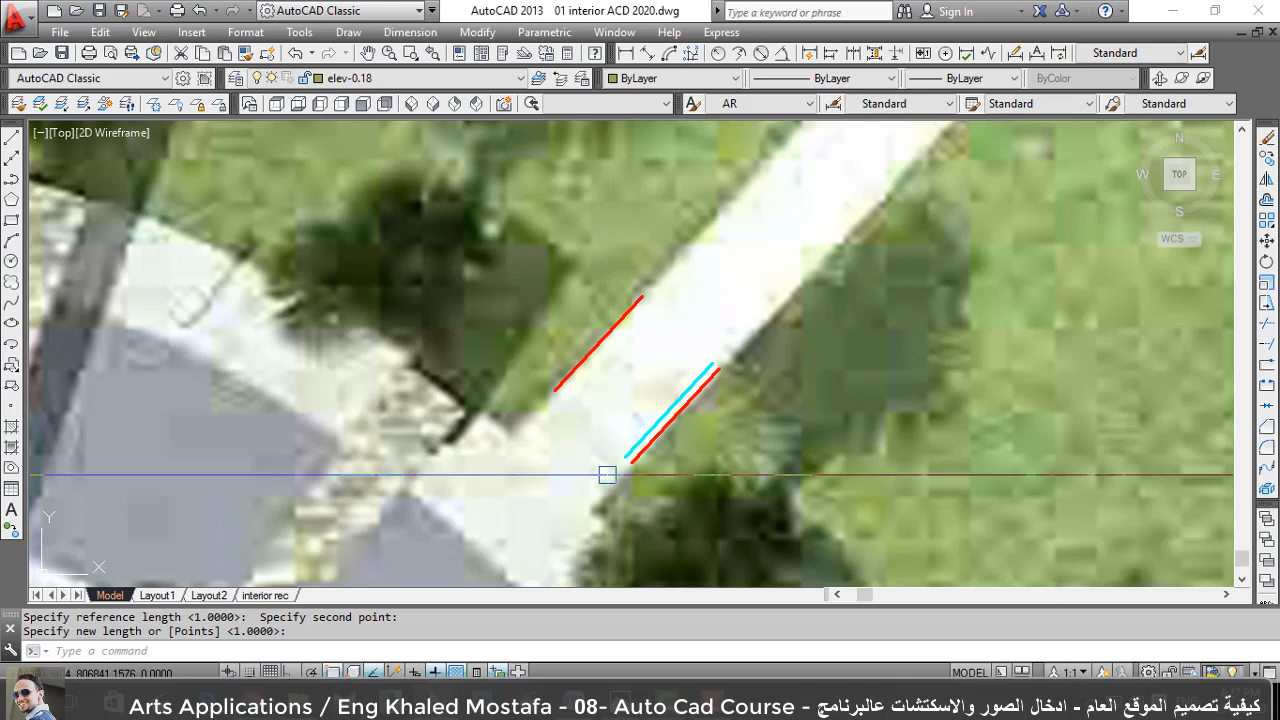 AutoCAD Classic
AutoCAD 2013 01 interior ACD 2020.dwg
Type a keyword or phrase
Sign In
File Edit View Insert Format Tools Draw Dimension Modify Parametric Window Help Express
Standard
AutoCAD Classic
elev-0.18
ByLayer
ByLayer
ByLayer
ByColor
AR
Standard
Standard
Standard
[−][Top][2D Wireframe]
N
W TOP E
S
WCS
Y
X
Model Layout1 Layout2 interior rec
Specify reference length <1.0000>: Specify second point:
Specify new length or [Points] <1.0000>:
Type a command
806841.1576, 0.0000
MODEL
1:1
Arts Applications / Eng Khaled Mostafa - 08- Auto Cad Course - كيفية تصميم الموقع العام - ادخال الصور والاسكتشات عالبرنامج